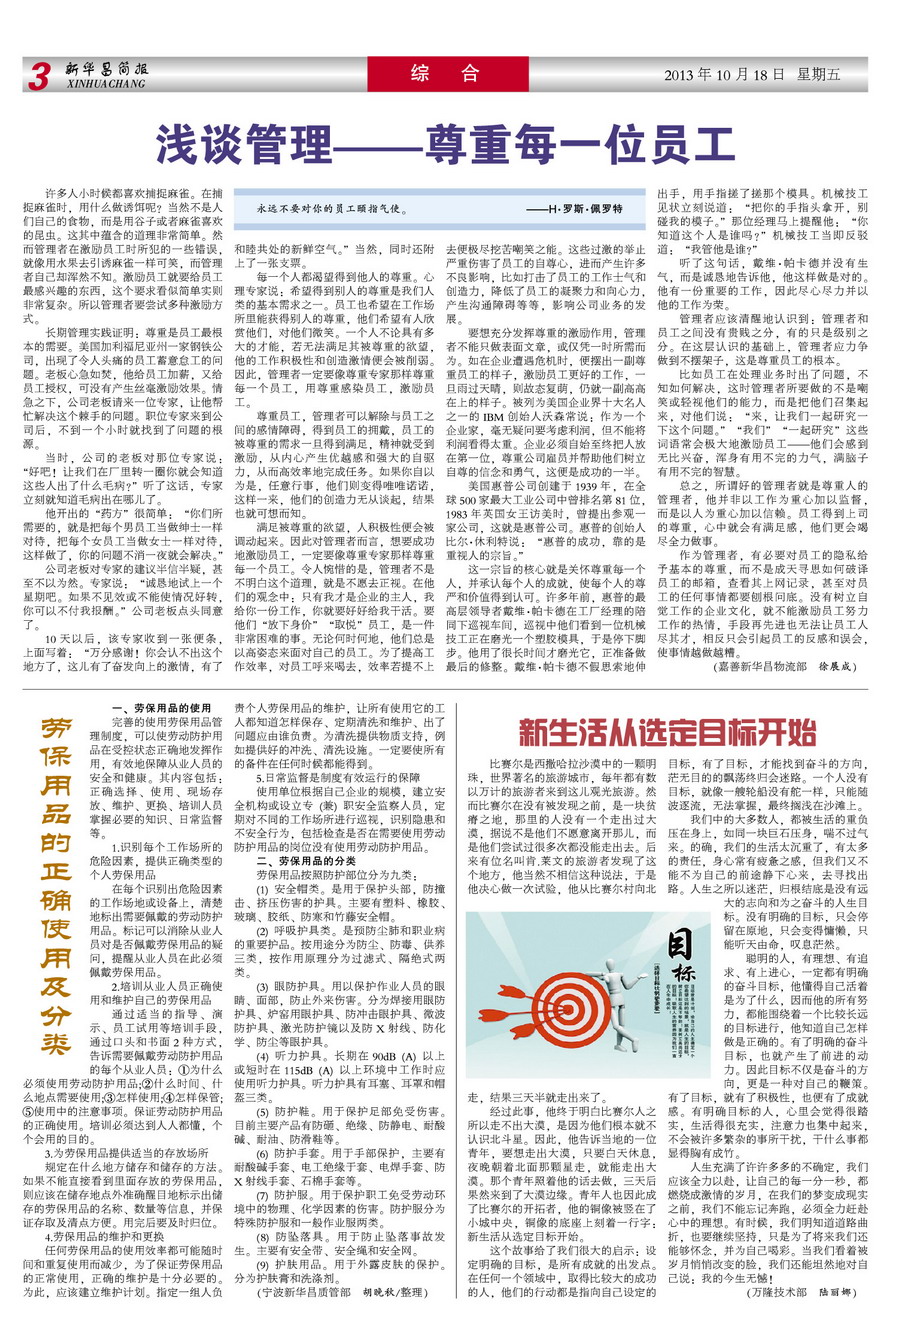 3
新华昌简报
XINHUACHANG
综 合
2013 年 10 月 18 日 星期五
浅谈管理——尊重每一位员工
许多人小时候都喜欢捕捉麻雀。在捕
捉麻雀时，用什么做诱饵呢？当然不是人
们自己的食物，而是用谷子或者麻雀喜欢
的昆虫。这其中蕴含的道理非常简单。然
而管理者在激励员工时所犯的一些错误，
就像用水果去引诱麻雀一样可笑，而管理
者自己却浑然不知。激励员工就要给员工
最感兴趣的东西，这个要求看似简单实则
非常复杂。所以管理者要尝试多种激励方
式。
长期管理实践证明：尊重是员工最根
本的需要。美国加利福尼亚州一家钢铁公
司，出现了令人头痛的员工蓄意怠工的问
题。老板心急如焚，他给员工加薪，又给
员工授权，可没有产生丝毫激励效果。情
急之下，公司老板请来一位专家，让他帮
忙解决这个棘手的问题。职位专家来到公
司后，不到一个小时就找到了问题的根
源。
当时，公司的老板对那位专家说：
“好吧！让我们在厂里转一圈你就会知道
这些人出了什么毛病？”听了这话，专家
立刻就知道毛病出在哪儿了。
他开出的“药方”很简单：“你们所
需要的，就是把每个男员工当做绅士一样
对待，把每个女员工当做女士一样对待，
这样做了，你的问题不消一夜就会解决。”
公司老板对专家的建议半信半疑，甚
至不以为然。专家说：“诚恳地试上一个
星期吧。如果不见效或不能使情况好转，
你可以不付我报酬。”公司老板点头同意
了。
10 天以后，该专家收到一张便条，
上面写着：“万分感谢！你会认不出这个
地方了，这儿有了奋发向上的激情，有了
永远不要对你的员工颐指气使。
——H·罗斯·佩罗特
和睦共处的新鲜空气。”当然，同时还附
上了一张支票。
每一个人都渴望得到他人的尊重。心
理专家说：希望得到别人的尊重是我们人
类的基本需求之一。员工也希望在工作场
所里能获得别人的尊重，他们希望有人欣
赏他们，对他们微笑。一个人不论具有多
大的才能，若无法满足其被尊重的欲望，
他的工作积极性和创造激情便会被削弱。
因此，管理者一定要像尊重专家那样尊重
每一个员工，用尊重感染员工，激励员
工。
尊重员工，管理者可以解除与员工之
间的感情障碍，得到员工的拥戴，员工的
被尊重的需求一旦得到满足，精神就受到
激励，从内心产生优越感和强大的自驱
力，从而高效率地完成任务。如果你自以
为是，任意行事，他们则变得唯唯诺诺，
这样一来，他们的创造力无从谈起，结果
也就可想而知。
满足被尊重的欲望，人积极性便会被
调动起来。因此对管理者而言，想要成功
地激励员工，一定要像尊重专家那样尊重
每一个员工。令人惋惜的是，管理者不是
不明白这个道理，就是不愿去正视。在他
们的观念中：只有我才是企业的主人，我
给你一份工作，你就要好好给我干活。要
他们“放下身价”“取悦”员工，是一件
非常困难的事。无论何时何地，他们总是
以高姿态来面对自己的员工。为了提高工
作效率，对员工呼来喝去，效率若提不上
去便极尽挖苦嘲笑之能。这些过激的举止
严重伤害了员工的自尊心，进而产生许多
不良影响，比如打击了员工的工作士气和
创造力，降低了员工的凝聚力和向心力，
产生沟通障碍等等，影响公司业务的发
展。
要想充分发挥尊重的激励作用，管理
者不能只做表面文章，或仅凭一时所需而
为。如在企业遭遇危机时，便摆出一副尊
重员工的样子，激励员工更好的工作，一
旦雨过天晴，则故态复萌，仍就一副高高
在上的样子。被列为美国企业界十大名人
之一的 IBM 创始人沃森常说：作为一个
企业家，毫无疑问要考虑利润，但不能将
利润看得太重。企业必须自始至终把人放
在第一位，尊重公司雇员并帮助他们树立
自尊的信念和勇气，这便是成功的一半。
美国惠普公司创建于 1939 年，在全
球 500 家最大工业公司中曾排名第 81 位，
1983 年英国女王访美时，曾提出参观一
家公司，这就是惠普公司。惠普的创始人
比尔·休利特说：“惠普的成功，靠的是
重视人的宗旨。”
这一宗旨的核心就是关怀尊重每一个
人，并承认每个人的成就，使每个人的尊
严和价值得到认可。许多年前，惠普的最
高层领导者戴维·帕卡德在工厂经理的陪
同下巡视车间，巡视中他们看到一位机械
技工正在磨光一个塑胶模具，于是停下脚
步。他用了很长时间才磨光它，正准备做
最后的修整。戴维·帕卡德不假思索地伸
出手，用手指搓了搓那个模具。机械技工
见状立刻说道：“把你的手指头拿开，别
碰我的模子。”那位经理马上提醒他：“你
知道这个人是谁吗？”机械技工当即反驳
道：“我管他是谁？”
听了这句话，戴维·帕卡德并没有生
气，而是诚恳地告诉他，他这样做是对的。
他有一份重要的工作，因此尽心尽力并以
他的工作为荣。
管理者应该清醒地认识到：管理者和
员工之间没有贵贱之分，有的只是级别之
分。在这层认识的基础上，管理者应力争
做到不摆架子，这是尊重员工的根本。
比如员工在处理业务时出了问题，不
知如何解决，这时管理者所要做的不是嘲
笑或轻视他们的能力，而是把他们召集起
来，对他们说：“来，让我们一起研究一
下这个问题。”“我们”“一起研究”这些
词语常会极大地激励员工——他们会感到
无比兴奋，浑身有用不完的力气，满脑子
有用不完的智慧。
总之，所谓好的管理者就是尊重人的
管理者，他并非以工作为重心加以监督，
而是以人为重心加以信赖。员工得到上司
的尊重，心中就会有满足感，他们更会竭
尽全力做事。
作为管理者，有必要对员工的隐私给
予基本的尊重，而不是成天寻思如何破译
员工的邮箱，查看其上网记录，甚至对员
工的任何事情都要刨根问底。没有树立自
觉工作的企业文化，就不能激励员工努力
工作的热情，手段再先进也无法让员工人
尽其才，相反只会引起员工的反感和误会，
使事情越做越糟。
（嘉善新华昌物流部 徐展成）
劳保用品的正确使用及分类
一、劳保用品的使用
完善的使用劳保用品管
理制度，可以使劳动防护用
品在受控状态正确地发挥作
用，有效地保障从业人员的
安全和健康。其内容包括：
正确选择、使用、现场存
放、维护、更换、培训人员
掌握必要的知识、日常监督
等。
1.识别每个工作场所的
危险因素，提供正确类型的
个人劳保用品
在每个识别出危险因素
的工作场地或设备上，清楚
地标出需要佩戴的劳动防护
用品。标记可以消除从业人
员对是否佩戴劳保用品的疑
问，提醒从业人员在此必须
佩戴劳保用品。
2.培训从业人员正确使
用和维护自己的劳保用品
通过适当的指导、演
示、员工试用等培训手段，
通过口头和书面 2 种方式，
告诉需要佩戴劳动防护用品
的每个从业人员：①为什么
必须使用劳动防护用品;②什么时间、什
么地点需要使用;③怎样使用;④怎样保管;
⑤使用中的注意事项。保证劳动防护用品
的正确使用。培训必须达到人人都懂，个
个会用的目的。
3.为劳保用品提供适当的存放场所
规定在什么地方储存和储存的方法。
如果不能直接看到里面存放的劳保用品，
则应该在储存地点外准确醒目地标示出储
存的劳保用品的名称、数量等信息，并保
证存取及清点方便。用完后要及时归位。
4.劳保用品的维护和更换
任何劳保用品的使用效率都可能随时
间和重复使用而减少，为了保证劳保用品
的正常使用，正确的维护是十分必要的。
为此，应该建立维护计划。指定一组人负
责个人劳保用品的维护，让所有使用它的工
人都知道怎样保存、定期清洗和维护、出了
问题应由谁负责。为清洗提供物质支持，例
如提供好的冲洗、清洗设施。一定要使所有
的备件在任何时候都能得到。
5.日常监督是制度有效运行的保障
使用单位根据自己企业的规模，建立安
全机构或设立专（兼）职安全监察人员，定
期对不同的工作场所进行巡视，识别隐患和
不安全行为，包括检查是否在需要使用劳动
防护用品的岗位没有使用劳动防护用品。
二、劳保用品的分类
劳保用品按照防护部位分为九类：
(1) 安全帽类。是用于保护头部，防撞
击、挤压伤害的护具。主要有塑料、橡胶、
玻璃、胶纸、防寒和竹藤安全帽。
(2) 呼吸护具类。是预防尘肺和职业病
的重要护品。按用途分为防尘、防毒、供养
三类，按作用原理分为过滤式、隔绝式两
类。
(3) 眼防护具。用以保护作业人员的眼
睛、面部，防止外来伤害。分为焊接用眼防
护具、炉窑用眼护具、防冲击眼护具、微波
防护具、激光防护镜以及防 X 射线、防化
学、防尘等眼护具。
(4) 听力护具。长期在 90dB（A）以上
或短时在 115dB（A）以上环境中工作时应
使用听力护具。听力护具有耳塞、耳罩和帽
盔三类。
(5) 防护鞋。用于保护足部免受伤害。
目前主要产品有防砸、绝缘、防静电、耐酸
碱、耐油、防滑鞋等。
(6) 防护手套。用于手部保护，主要有
耐酸碱手套、电工绝缘手套、电焊手套、防
X 射线手套、石棉手套等。
(7) 防护服。用于保护职工免受劳动环
境中的物理、化学因素的伤害。防护服分为
特殊防护服和一般作业服两类。
(8) 防坠落具。用于防止坠落事故发
生。主要有安全带、安全绳和安全网。
(9) 护肤用品。用于外露皮肤的保护。
分为护肤膏和洗涤剂。
（宁波新华昌质管部 胡晚秋/整理）
新生活从选定目标开始
比赛尔是西撒哈拉沙漠中的一颗明
珠，世界著名的旅游城市，每年都有数
以万计的旅游者来到这儿观光旅游。然
而比赛尔在没有被发现之前，是一块贫
瘠之地，那里的人没有一个走出过大
漠，据说不是他们不愿意离开那儿，而
是他们尝试过很多次都没能走出去。后
来有位名叫肯.莱文的旅游者发现了这
个地方，他当然不相信这种说法，于是
他决心做一次试验，他从比赛尔村向北
走，结果三天半就走出来了。
经过此事，他终于明白比赛尔人之
所以走不出大漠，是因为他们根本就不
认识北斗星。因此，他告诉当地的一位
青年，要想走出大漠，只要白天休息，
夜晚朝着北面那颗星走，就能走出大
漠。那个青年照着他的话去做，三天后
果然来到了大漠边缘。青年人也因此成
了比赛尔的开拓者，他的铜像被竖在了
小城中央，铜像的底座上刻着一行字：
新生活从选定目标开始。
这个故事给了我们很大的启示：设
定明确的目标，是所有成就的出发点。
在任何一个领域中，取得比较大的成功
的人，他们的行动都是指向自己设定的
目标，有了目标，才能找到奋斗的方向，
茫无目的的飘荡终归会迷路。一个人没有
目标，就像一艘轮船没有舵一样，只能随
波逐流，无法掌握，最终搁浅在沙滩上。
我们中的大多数人，都被生活的重负
压在身上，如同一块巨石压身，喘不过气
来。的确，我们的生活太沉重了，有太多
的责任，身心常有疲惫之感，但我们又不
能不为自己的前途静下心来，去寻找出
路。人生之所以迷茫，归根结底是没有远
大的志向和为之奋斗的人生目
标。没有明确的目标，只会停
留在原地，只会变得慵懒，只
能听天由命，叹息茫然。
聪明的人，有理想、有追
求、有上进心，一定都有明确
的奋斗目标，他懂得自己活着
是为了什么，因而他的所有努
力，都能围绕着一个比较长远
的目标进行，他知道自己怎样
做是正确的。有了明确的奋斗
目标，也就产生了前进的动
力。因此目标不仅是奋斗的方
向，更是一种对自己的鞭策。
有了目标，就有了积极性，也便有了成就
感。有明确目标的人，心里会觉得很踏
实，生活得很充实，注意力也集中起来，
不会被许多繁杂的事所干扰，干什么事都
显得胸有成竹。
人生充满了许许多多的不确定，我们
应该全力以赴，让自己的每一分一秒，都
燃烧成激情的岁月，在我们的梦变成现实
之前，我们不能忘记奔跑，必须全力赶赴
心中的理想。有时候，我们明知道道路曲
折，也要继续坚持，只是为了将来我们还
能够怀念，并为自己喝彩。当我们看着被
岁月悄悄改变的脸，我们还能坦然地对自
己说：我的今生无憾！
（万隆技术部 陆丽娜）
目标